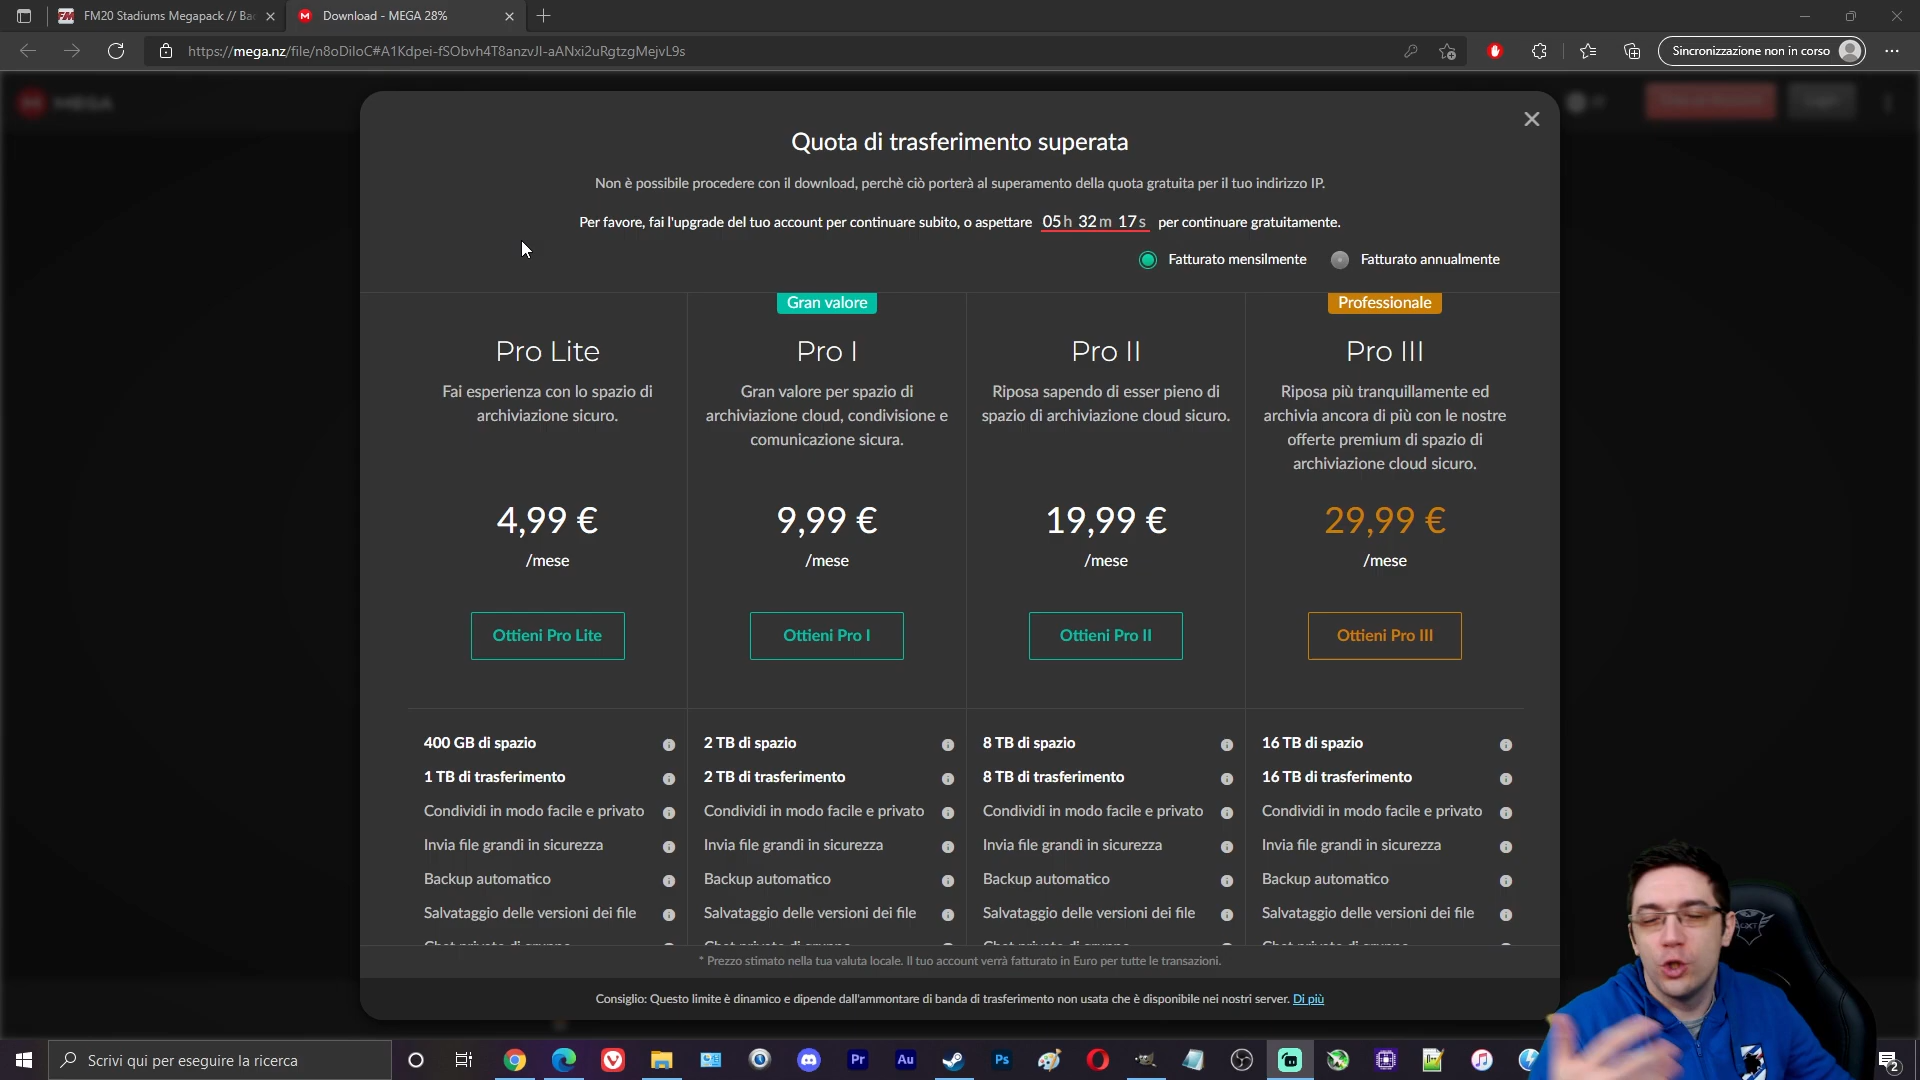 FM20 Stadiums Megapack // Bac
Download - MEGA 28%
https://mega.nz/file/n8oDiloC#A1Kdpei-fSObvh4T8anzvJI-aANxi2uRgtzgMejvL9s
Sincronizzazione non in corso
MEGA
Quota di trasferimento superata
Non è possibile procedere con il download, perchè ciò porterà al superamento della quota gratuita per il tuo indirizzo IP.
Per favore, fai l'upgrade del tuo account per continuare subito, o aspettare 05h 32m 17s per continuare gratuitamente.
Fatturato mensilmente
Fatturato annualmente
Gran valore
Professionale
Pro Lite
Fai esperienza con lo spazio di
archiviazione sicuro.
4,99 €
/mese
Ottieni Pro Lite
400 GB di spazio
1 TB di trasferimento
Condividi in modo facile e privato
Invia file grandi in sicurezza
Backup automatico
Salvataggio delle versioni dei file
Pro I
Gran valore per spazio di
archiviazione cloud, condivisione e
comunicazione sicura.
9,99 €
/mese
Ottieni Pro I
2 TB di spazio
2 TB di trasferimento
Condividi in modo facile e privato
Invia file grandi in sicurezza
Backup automatico
Salvataggio delle versioni dei file
Pro II
Riposa sapendo di esser pieno di
spazio di archiviazione cloud sicuro.
19,99 €
/mese
Ottieni Pro II
8 TB di spazio
8 TB di trasferimento
Condividi in modo facile e privato
Invia file grandi in sicurezza
Backup automatico
Salvataggio delle versioni dei file
Pro III
Riposa più tranquillamente ed
archivia ancora di più con le nostre
offerte premium di spazio di
archiviazione cloud sicuro.
29,99 €
/mese
Ottieni Pro III
16 TB di spazio
16 TB di trasferimento
Condividi in modo facile e privato
Invia file grandi in sicurezza
Backup automatico
Salvataggio delle versioni dei file
* Prezzo stimato nella tua valuta locale. Il tuo account verrà fatturato in Euro per tutte le transazioni.
Consiglio: Questo limite è dinamico e dipende dall'ammontare di banda di trasferimento non usata che è disponibile nei nostri server. Di più
Scrivi qui per eseguire la ricerca
Pr
Au
Ps
2